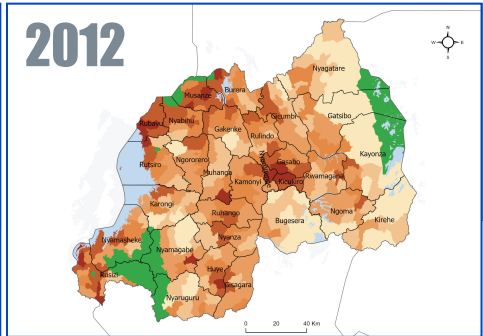 2012
N
W E
S
Nyagatare
Musanze
Burera
Rubavu
Nyabihu
Gicumbi
Gatsibo
Gakenke
Rulindo
Kayonza
Rutsiro
Ngororero
Gasabo
Nyarugenge
Muhanga
Kamonyi
Kicukiro
Rwamagana
Karongi
Ruhango
Bugesera
Ngoma
Kirehe
Nyamasheke
Nyamagabe
Nyanza
Rusizi
Huye
Gisagara
Nyaruguru
0 20 40 Km